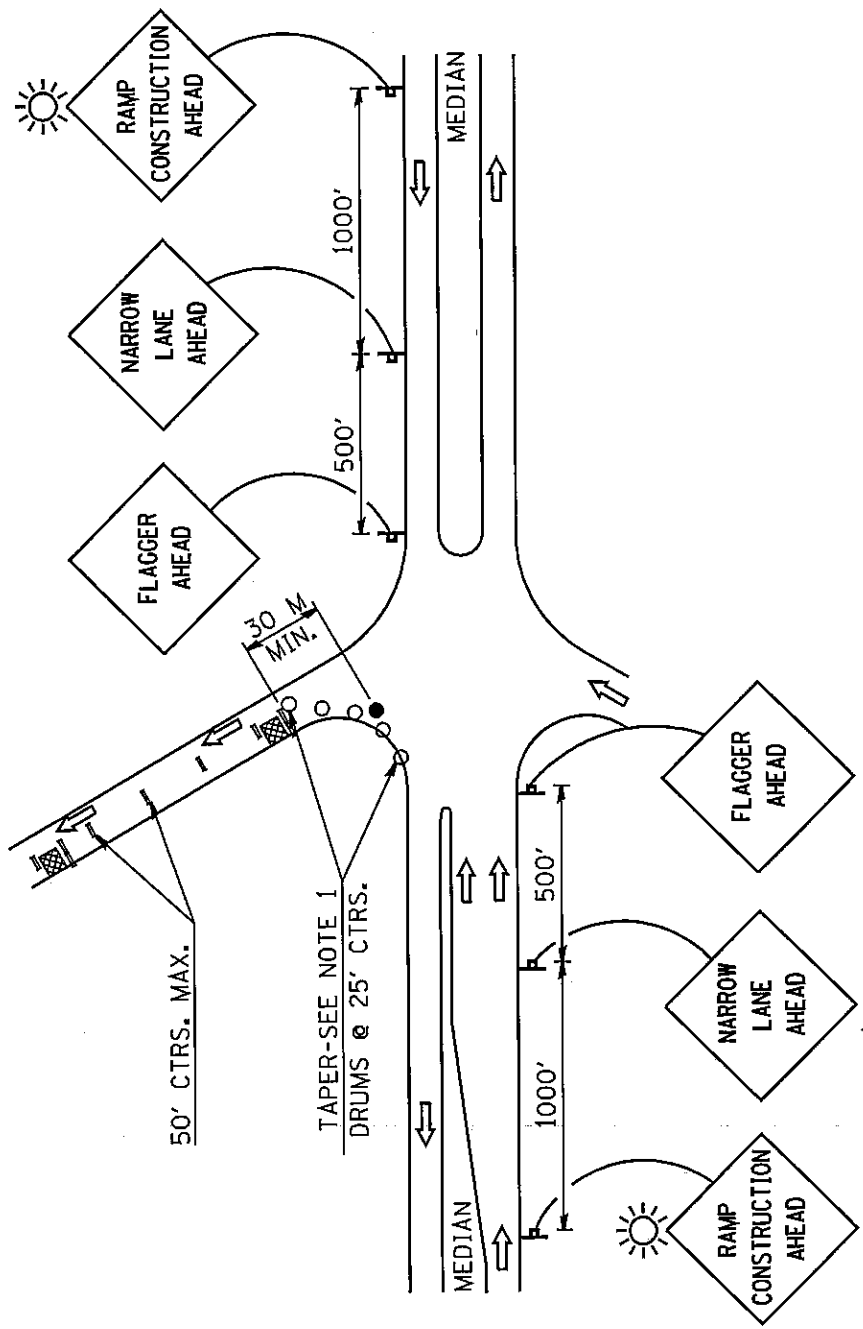 RAMP
CONSTRUCTION
AHEAD
NARROW
LANE
AHEAD
FLAGGER
AHEAD
1000'
500'
MEDIAN
30 M
MIN.
50' CTRS. MAX.
TAPER-SEE NOTE 1
DRUMS @ 25' CTRS.
MEDIAN
500'
1000'
FLAGGER
AHEAD
NARROW
LANE
AHEAD
RAMP
CONSTRUCTION
AHEAD